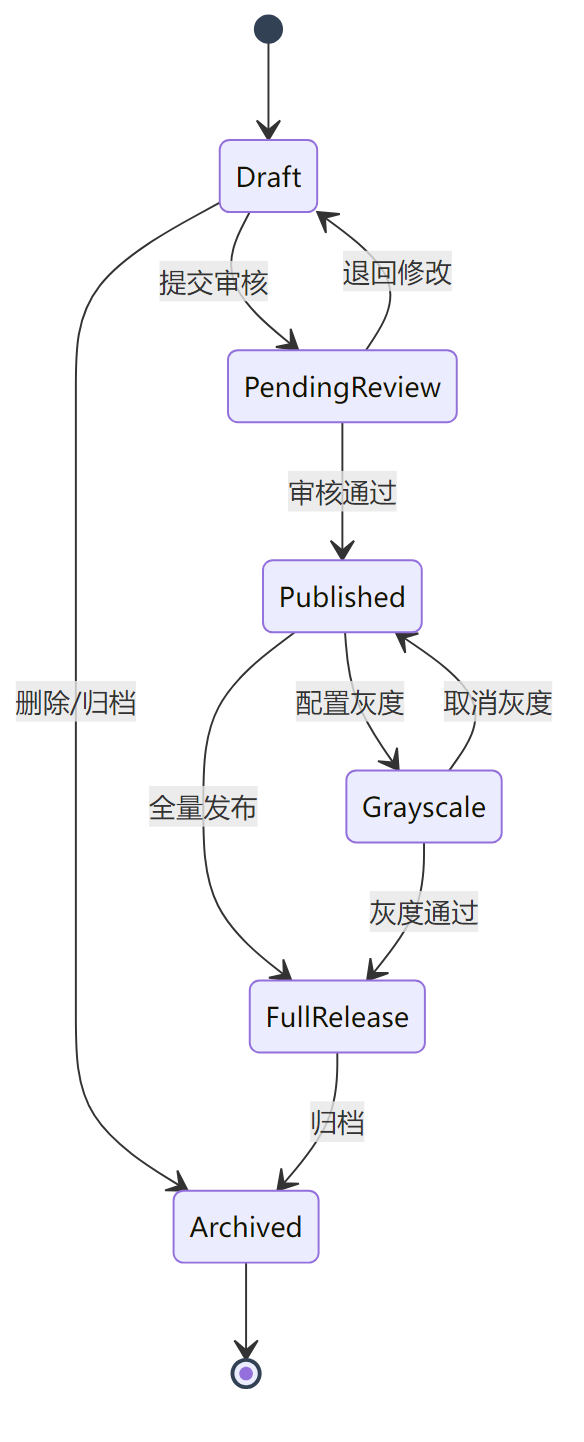 Draft
提交审核
退回修改
PendingReview
审核通过
Published
删除/归档
配置灰度
取消灰度
全量发布
Grayscale
灰度通过
FullRelease
归档
Archived